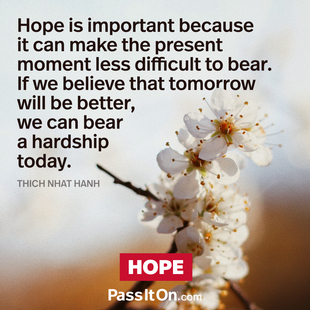 Hope is important because
it can make the present
moment less difficult to bear.
If we believe that tomorrow
will be better,
we can bear
a hardship
today.
THICH NHAT HANH
HOPE
PassItOn.com